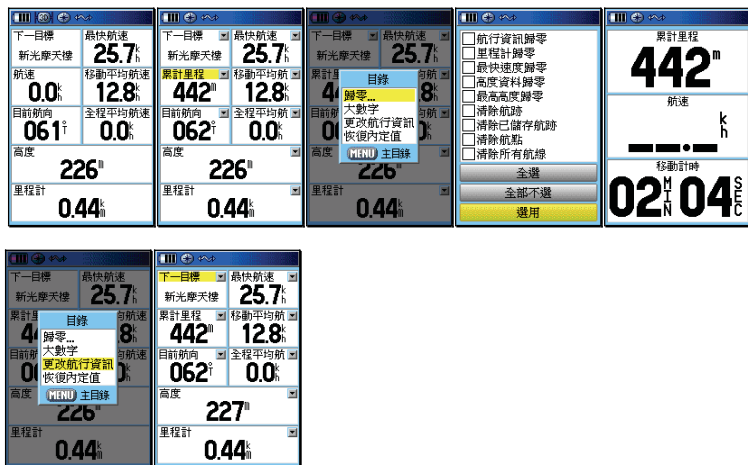 下一目標 最快航速
新光摩天樓 25.7 k/h
航速 移動平均航速
0.0 k/h 12.8 k/h
目前航向 全程平均航速
061°T 0.0 k/h
高度
226 m
里程計
0.44 km
下一目標 最快航速
新光摩天樓 25.7 k/h
累計里程 移動平均航
442 m 12.8 k/h
目前航向 全程平均航
062°T 0.0 k/h
高度
226 m
里程計
0.44 km
下一目標 最快航速
新光摩天樓 25.7 k/h
目錄
歸零...
大數字
更改航行資訊
恢復內定值
MENU 主目錄
高度
226 m
里程計
0.44 km
航行資訊歸零
里程計歸零
最快速度歸零
高度資料歸零
最高高度歸零
清除航跡
清除已儲存航跡
清除航點
清除所有航線
全選
全部不選
選用
累計里程
442 m
航速
__._ k/h
移動計時
02 MIN 04 SEC
下一目標 最快航速
新光摩天樓 25.7 k/h
目錄
歸零...
大數字
更改航行資訊
恢復內定值
MENU 主目錄
226 m
里程計
0.44 km
下一目標 最快航速
新光摩天樓 25.7 k/h
累計里程 移動平均航
442 m 12.8 k/h
目前航向 全程平均航
062°T 0.0 k/h
高度
227 m
里程計
0.44 km